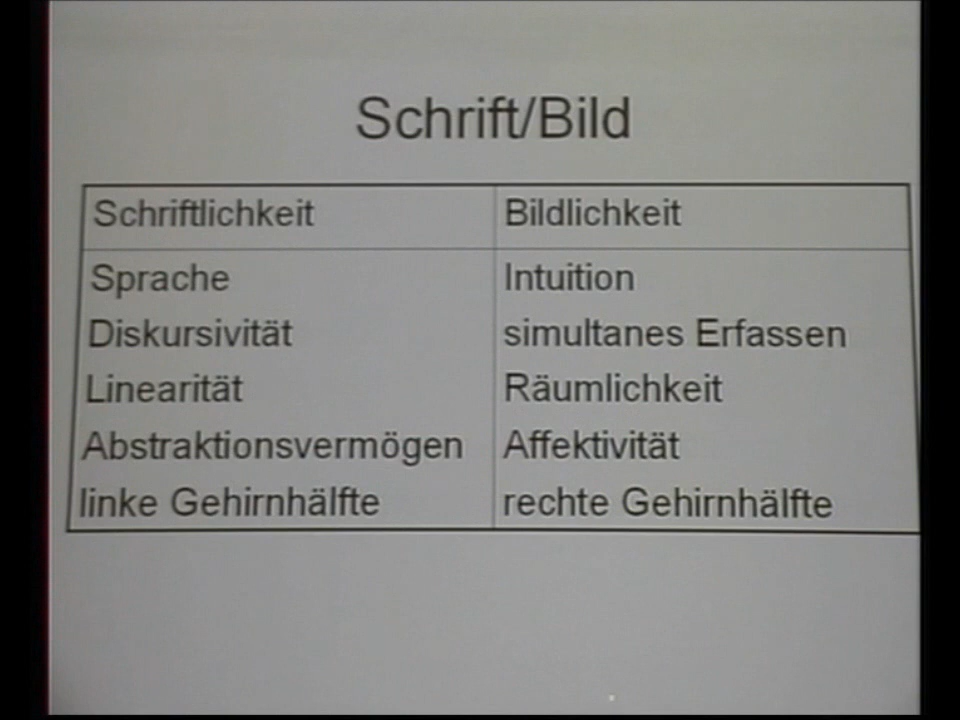 Schrift/Bild
Schriftlichkeit Bildlichkeit
Sprache Intuition
Diskursivität simultanes Erfassen
Linearität Räumlichkeit
Abstraktionsvermögen Affektivität
linke Gehirnhälfte rechte Gehirnhälfte